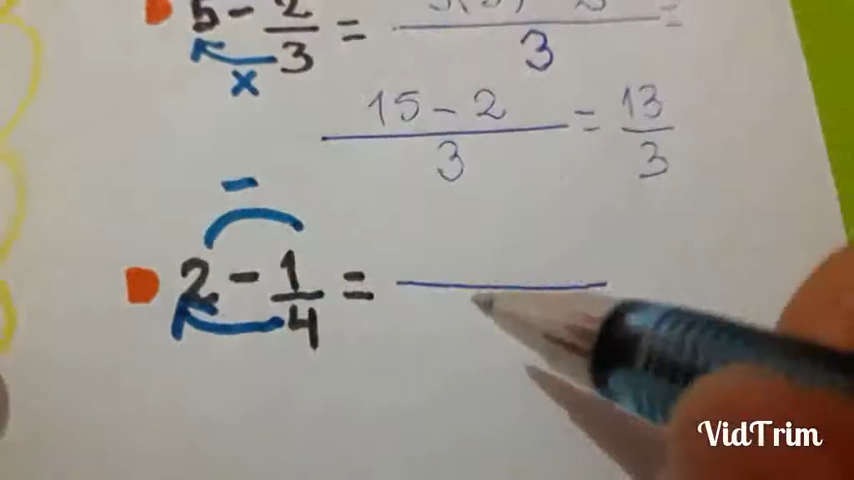 5 - 2/3 =
3 =
x
15 - 2 / 3 = 13/3
-
2 - 1/4 =
VidTrim